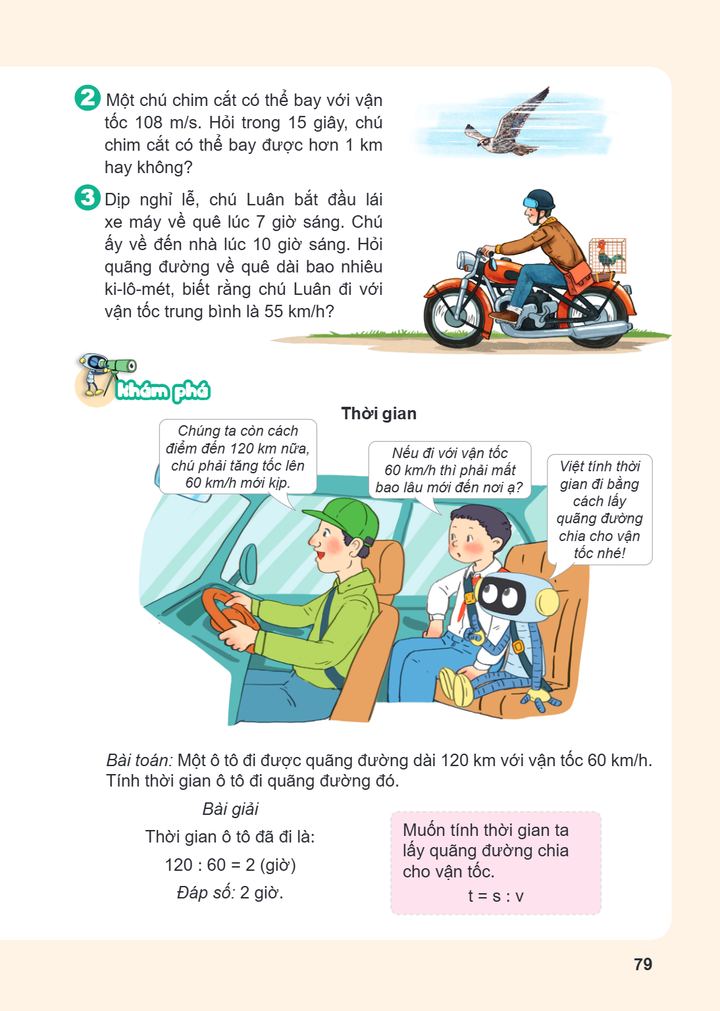 2 Một chú chim cắt có thể bay với vận
tốc 108 m/s. Hỏi trong 15 giây, chú
chim cắt có thể bay được hơn 1 km
hay không?
3 Dịp nghỉ lễ, chú Luân bắt đầu lái
xe máy về quê lúc 7 giờ sáng. Chú
ấy về đến nhà lúc 10 giờ sáng. Hỏi
quãng đường về quê dài bao nhiêu
ki-lô-mét, biết rằng chú Luân đi với
vận tốc trung bình là 55 km/h?
khám phá
Thời gian
Chúng ta còn cách
điểm đến 120 km nữa,
chú phải tăng tốc lên
60 km/h mới kịp.
Nếu đi với vận tốc
60 km/h thì phải mất
bao lâu mới đến nơi ạ?
Việt tính thời
gian đi bằng
cách lấy
quãng đường
chia cho vận
tốc nhé!
Bài toán: Một ô tô đi được quãng đường dài 120 km với vận tốc 60 km/h.
Tính thời gian ô tô đi quãng đường đó.
Bài giải
Thời gian ô tô đã đi là:
120 : 60 = 2 (giờ)
Đáp số: 2 giờ.
Muốn tính thời gian ta
lấy quãng đường chia
cho vận tốc.
t = s : v
79